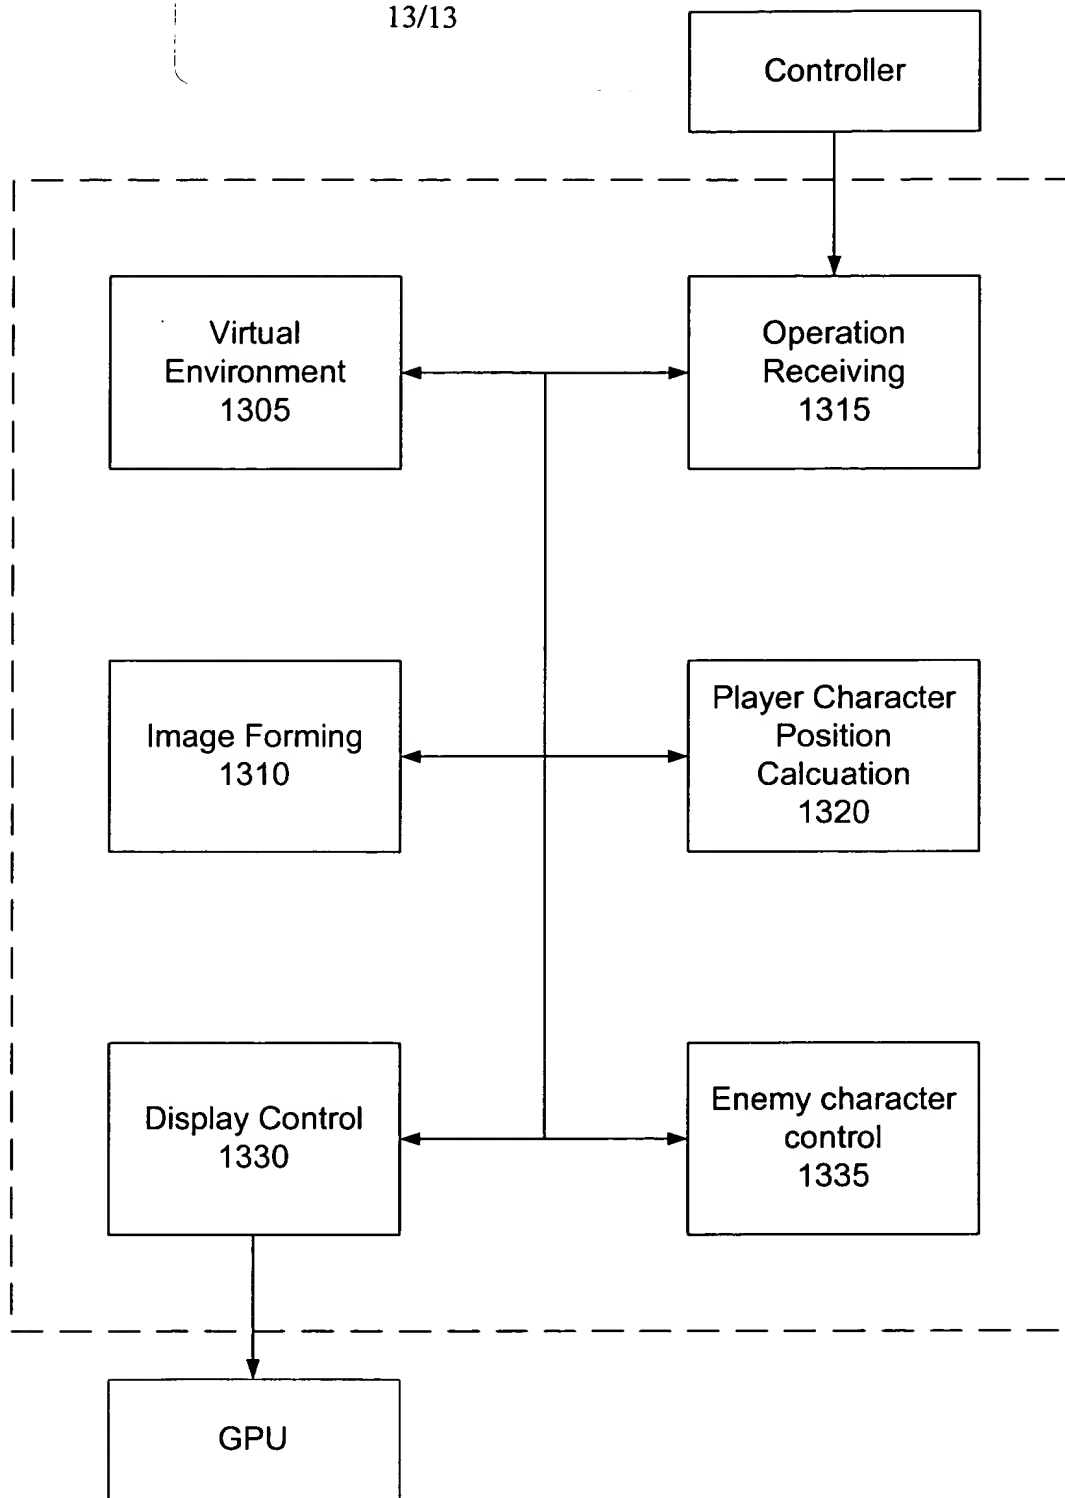 13/13
Controller
Virtual
Environment
1305
Operation
Receiving
1315
Image Forming
1310
Player Character
Position
Calcuation
1320
Display Control
1330
Enemy character
control
1335
GPU